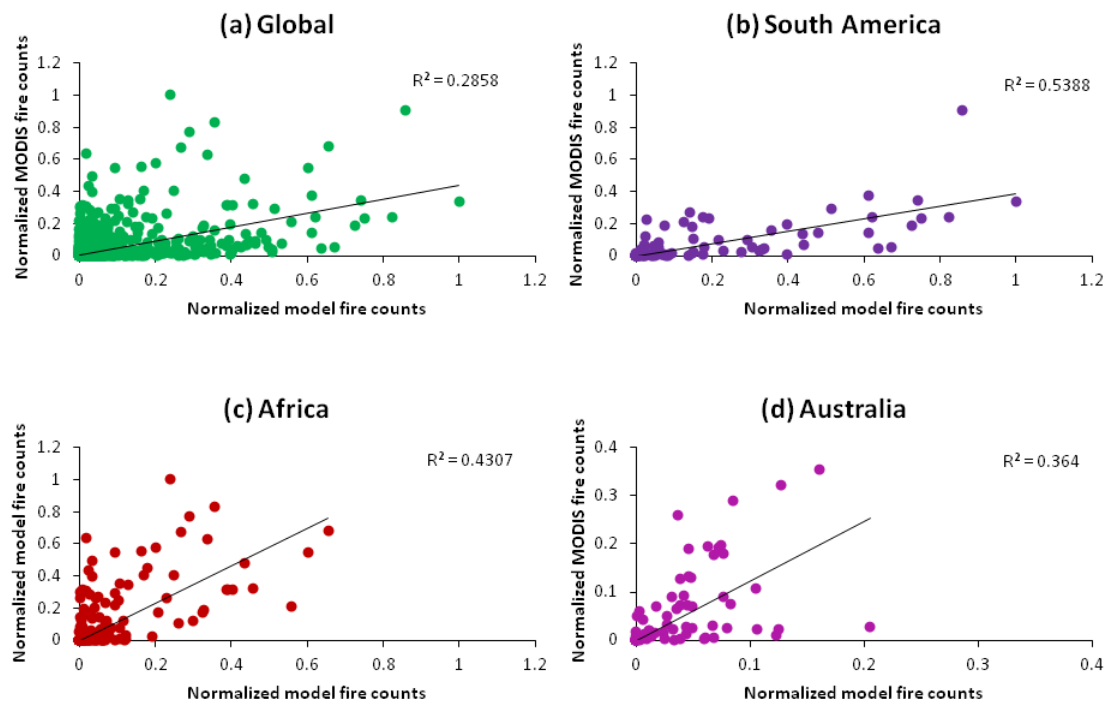 (a) Global
Normalized MODIS fire counts
1.2
1
0.8
0.6
0.4
0.2
0
R² = 0.2858
0 0.2 0.4 0.6 0.8 1 1.2
Normalized model fire counts
(b) South America
Normalized MODIS fire counts
1.2
1
0.8
0.6
0.4
0.2
0
R² = 0.5388
0 0.2 0.4 0.6 0.8 1 1.2
Normalized model fire counts
(c) Africa
Normalized model fire counts
1.2
1
0.8
0.6
0.4
0.2
0
R² = 0.4307
0 0.2 0.4 0.6 0.8 1 1.2
Normalized model fire counts
(d) Australia
Normalized MODIS fire counts
0.4
0.3
0.2
0.1
0
R² = 0.364
0 0.1 0.2 0.3 0.4
Normalized model fire counts